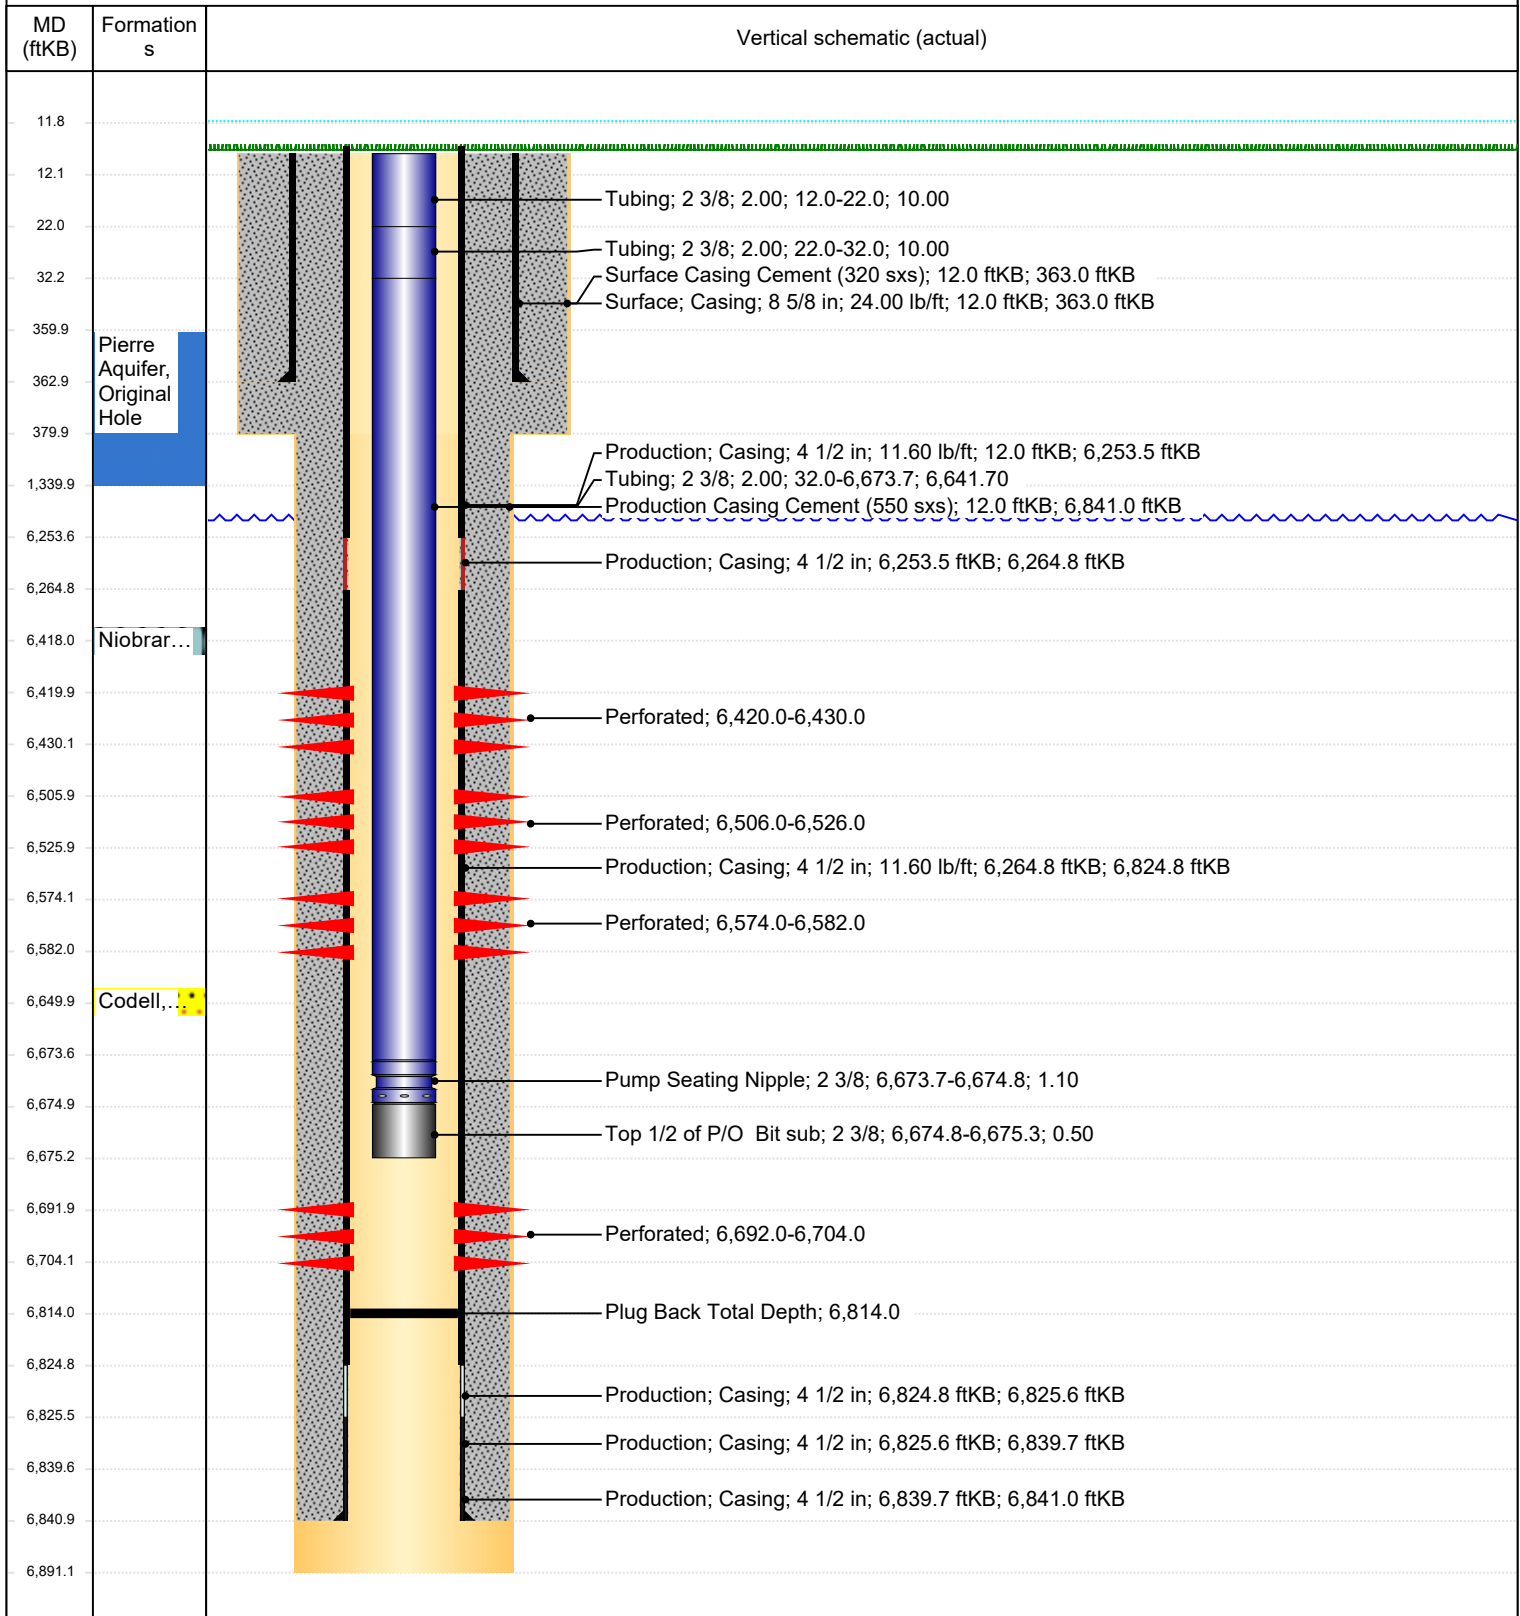 MD
(ftKB)
Formation
s
Vertical schematic (actual)
11.8
12.1
Tubing; 2 3/8; 2.00; 12.0-22.0; 10.00
22.0
Tubing; 2 3/8; 2.00; 22.0-32.0; 10.00
Surface Casing Cement (320 sxs); 12.0 ftKB; 363.0 ftKB
32.2
Surface; Casing; 8 5/8 in; 24.00 lb/ft; 12.0 ftKB; 363.0 ftKB
359.9
Pierre
Aquifer,
Original
Hole
362.9
379.9
Production; Casing; 4 1/2 in; 11.60 lb/ft; 12.0 ftKB; 6,253.5 ftKB
Tubing; 2 3/8; 2.00; 32.0-6,673.7; 6,641.70
1,339.9
Production Casing Cement (550 sxs); 12.0 ftKB; 6,841.0 ftKB
6,253.6
Production; Casing; 4 1/2 in; 6,253.5 ftKB; 6,264.8 ftKB
6,264.8
6,418.0
Niobrar...
6,419.9
Perforated; 6,420.0-6,430.0
6,430.1
6,505.9
Perforated; 6,506.0-6,526.0
6,525.9
Production; Casing; 4 1/2 in; 11.60 lb/ft; 6,264.8 ftKB; 6,824.8 ftKB
6,574.1
Perforated; 6,574.0-6,582.0
6,582.0
6,649.9
Codell,...
6,673.6
Pump Seating Nipple; 2 3/8; 6,673.7-6,674.8; 1.10
6,674.9
Top 1/2 of P/O  Bit sub; 2 3/8; 6,674.8-6,675.3; 0.50
6,675.2
6,691.9
Perforated; 6,692.0-6,704.0
6,704.1
6,814.0
Plug Back Total Depth; 6,814.0
6,824.8
Production; Casing; 4 1/2 in; 6,824.8 ftKB; 6,825.6 ftKB
6,825.5
Production; Casing; 4 1/2 in; 6,825.6 ftKB; 6,839.7 ftKB
6,839.6
Production; Casing; 4 1/2 in; 6,839.7 ftKB; 6,841.0 ftKB
6,840.9
6,891.1